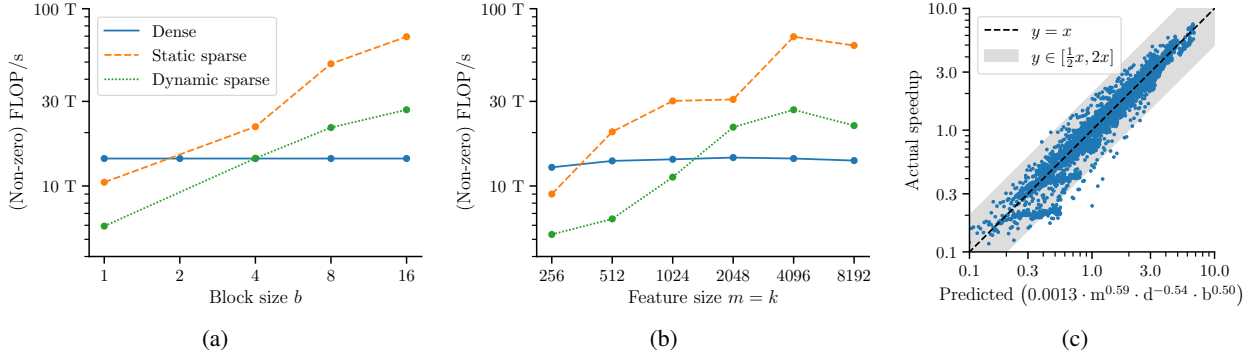 100 T
30 T
10 T
(Non-zero) FLOP/s
Dense
Static sparse
Dynamic sparse
1 2 4 8 16
Block size b
(a)
100 T
30 T
10 T
(Non-zero) FLOP/s
256 512 1024 2048 4096 8192
Feature size m = k
(b)
10.0
3.0
1.0
0.3
0.1
Actual speedup
y = x
y ∈ [½x, 2x]
0.1 0.3 1.0 3.0 10.0
Predicted (0.0013 · m^0.59 · d^−0.54 · b^0.50)
(c)